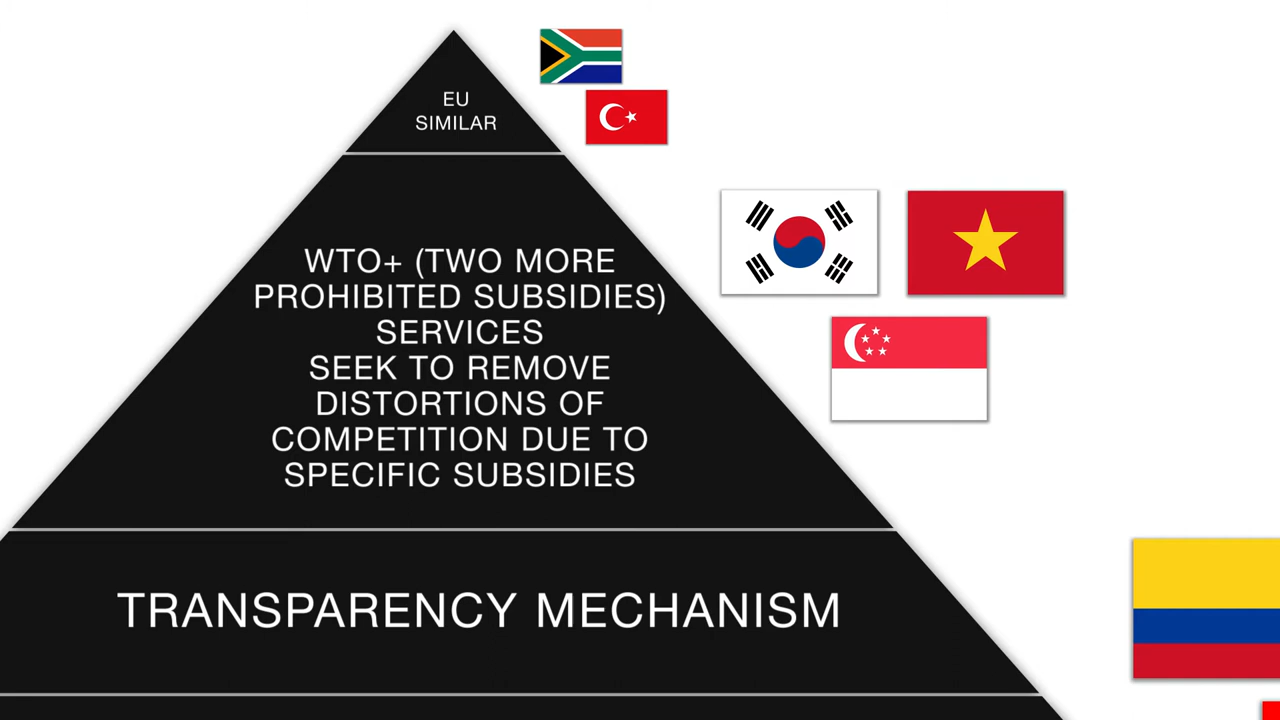 EU
SIMILAR
WTO+ (TWO MORE
PROHIBITED SUBSIDIES)
SERVICES
SEEK TO REMOVE
DISTORTIONS OF
COMPETITION DUE TO
SPECIFIC SUBSIDIES
TRANSPARENCY MECHANISM